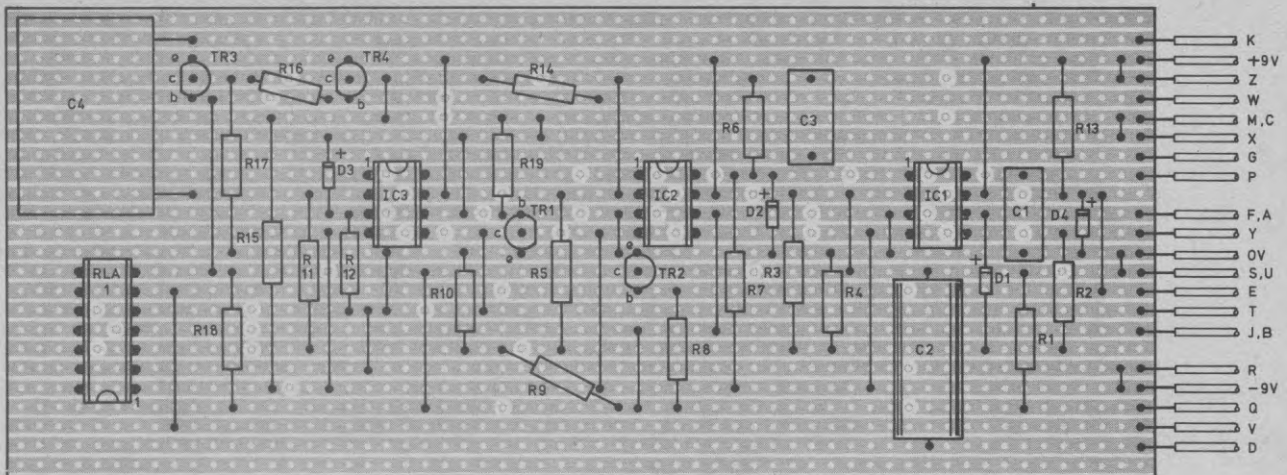 C4
e
c
b
TR3
R16
e
c
b
TR4
R14
R17
D3
+
1
IC3
R19
R15
R
11
R
12
b
TR1
c
e
R5
R10
RLA
1
1
R18
R9
1
IC2
e
c
b
TR2
R8
R6
C3
D2
+
R7
R3
R4
1
IC1
C1
R13
D4
+
D1
+
R2
R1
C2
K
+9V
Z
W
M,C
X
G
P
F,A
Y
0V
S,U
E
T
J,B
R
-9V
Q
V
D